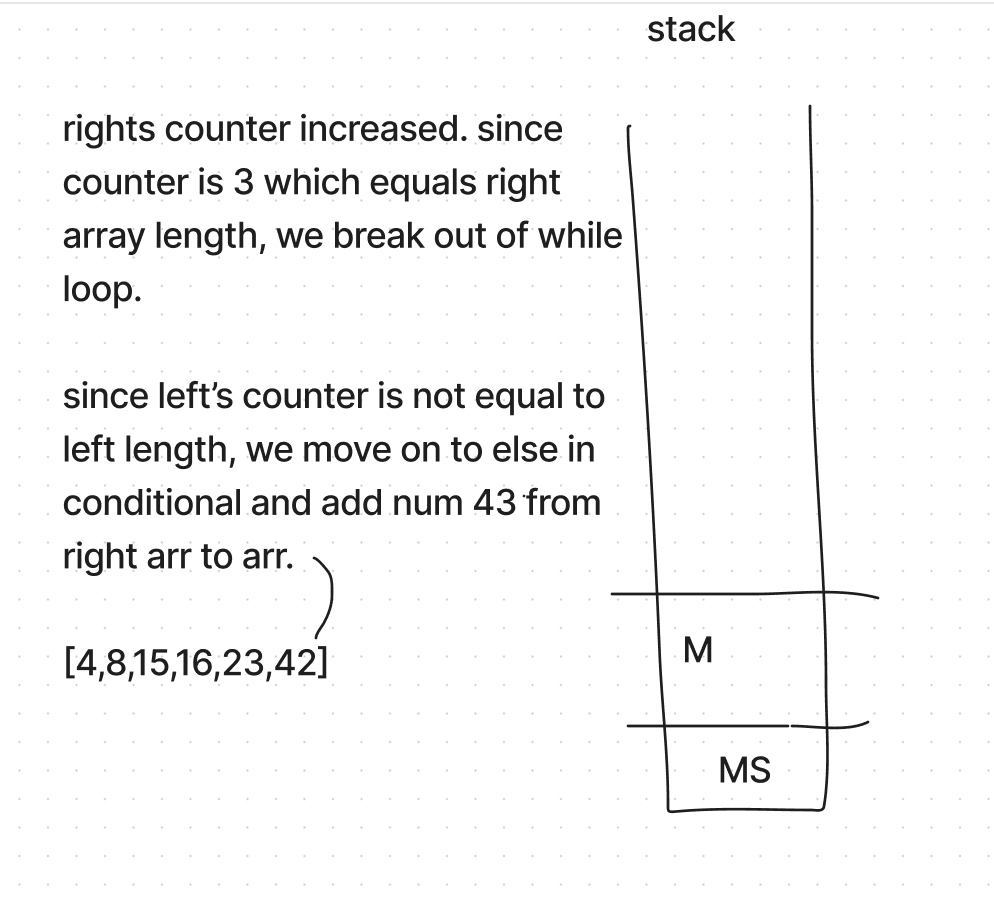 stack
rights counter increased. since
counter is 3 which equals right
array length, we break out of while
loop.
since left’s counter is not equal to
left length, we move on to else in
conditional and add num 43 from
right arr to arr.
[4,8,15,16,23,42]
M
MS